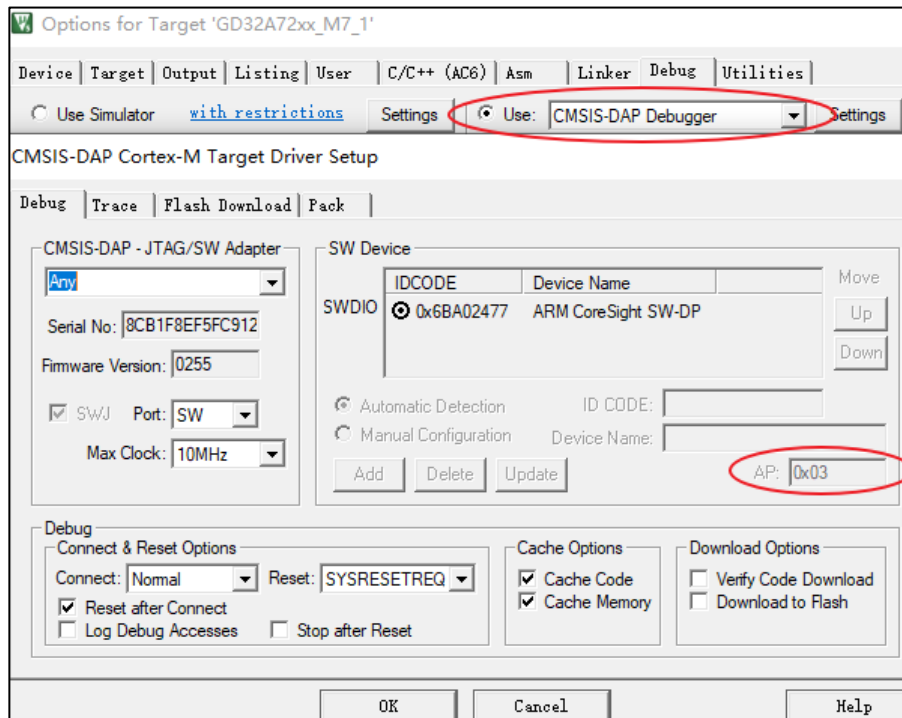 Options for Target 'GD32A72xx_M7_1'
Device Target Output Listing User C/C++ (AC6) Asm Linker Debug Utilities
Use Simulator with restrictions Settings Use: CMSIS-DAP Debugger Settings
CMSIS-DAP Cortex-M Target Driver Setup
Debug Trace Flash Download Pack
CMSIS-DAP - JTAG/SW Adapter
Any
Serial No: 8CB1F8EF5FC912
Firmware Version: 0255
SWJ Port: SW
Max Clock: 10MHz
SW Device
IDCODE Device Name
SWDIO 0x6BA02477 ARM CoreSight SW-DP
Move
Up
Down
Automatic Detection ID CODE:
Manual Configuration Device Name:
Add Delete Update AP: 0x03
Debug
Connect & Reset Options
Connect: Normal Reset: SYSRESETREQ
Reset after Connect
Log Debug Accesses Stop after Reset
Cache Options
Cache Code
Cache Memory
Download Options
Verify Code Download
Download to Flash
OK Cancel Help